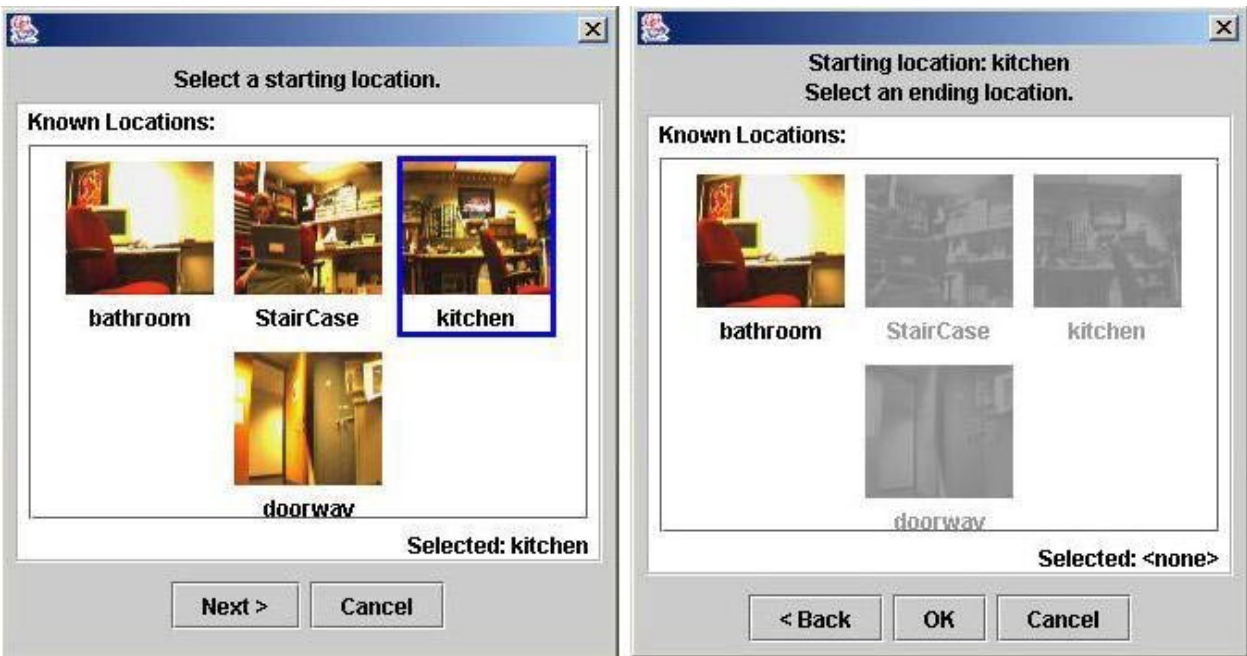 Select a starting location.
Known Locations:
bathroom StairCase kitchen
doorway
Selected: kitchen
Next > Cancel
Starting location: kitchen
Select an ending location.
Known Locations:
bathroom StairCase kitchen
doorway
Selected: <none>
< Back OK Cancel